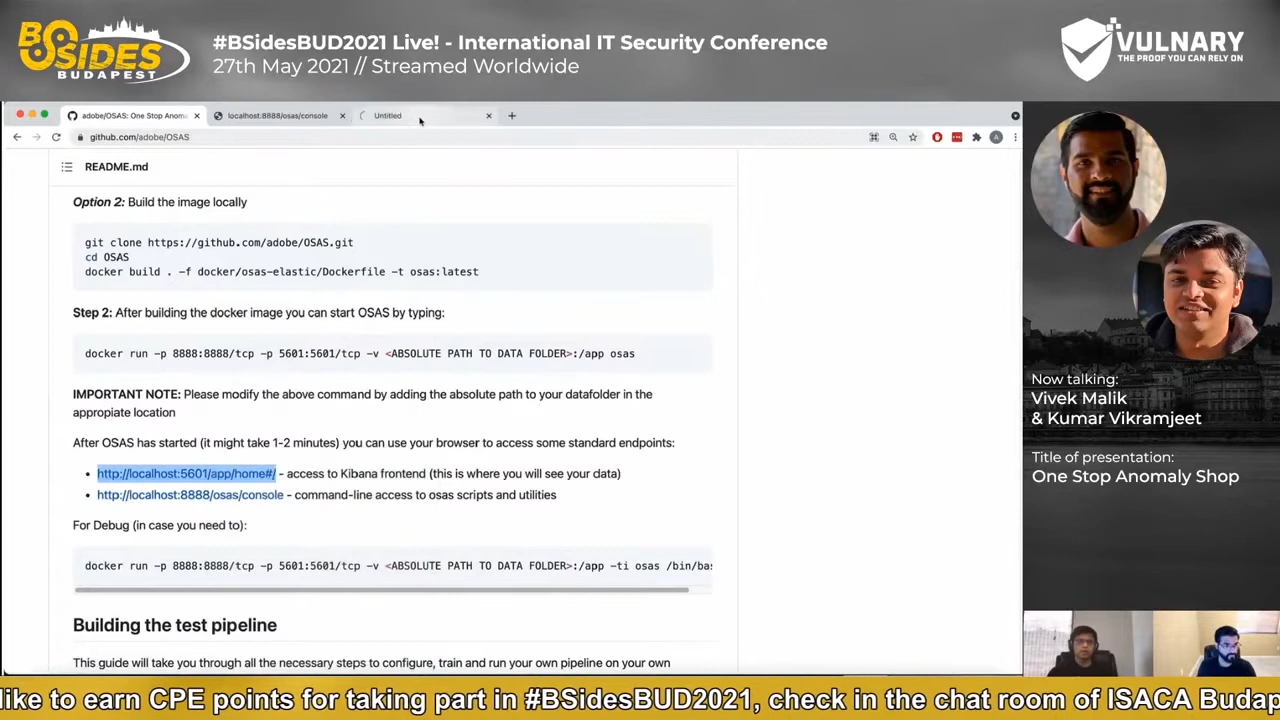 BSIDES
BUDAPEST
#BSidesBUD2021 Live! - International IT Security Conference
27th May 2021 // Streamed Worldwide
VULNARY
THE PROOF YOU CAN RELY ON
adobe/OSAS: One Stop Anoma
localhost:8888/osas/console
Untitled
github.com/adobe/OSAS
README.md
Option 2: Build the image locally
git clone https://github.com/adobe/OSAS.git
cd OSAS
docker build . -f docker/osas-elastic/Dockerfile -t osas:latest
Step 2: After building the docker image you can start OSAS by typing:
docker run -p 8888:8888/tcp -p 5601:5601/tcp -v <ABSOLUTE PATH TO DATA FOLDER>:/app osas
IMPORTANT NOTE: Please modify the above command by adding the absolute path to your datafolder in the
appropiate location
After OSAS has started (it might take 1-2 minutes) you can use your browser to access some standard endpoints:
• http://localhost:5601/app/home#/ - access to Kibana frontend (this is where you will see your data)
• http://localhost:8888/osas/console - command-line access to osas scripts and utilities
For Debug (in case you need to):
docker run -p 8888:8888/tcp -p 5601:5601/tcp -v <ABSOLUTE PATH TO DATA FOLDER>:/app -ti osas /bin/bas
Building the test pipeline
This guide will take you through all the necessary steps to configure, train and run your own pipeline on your own
Now talking:
Vivek Malik
& Kumar Vikramjeet
Title of presentation:
One Stop Anomaly Shop
like to earn CPE points for taking part in #BSidesBUD2021, check in the chat room of ISACA Budap